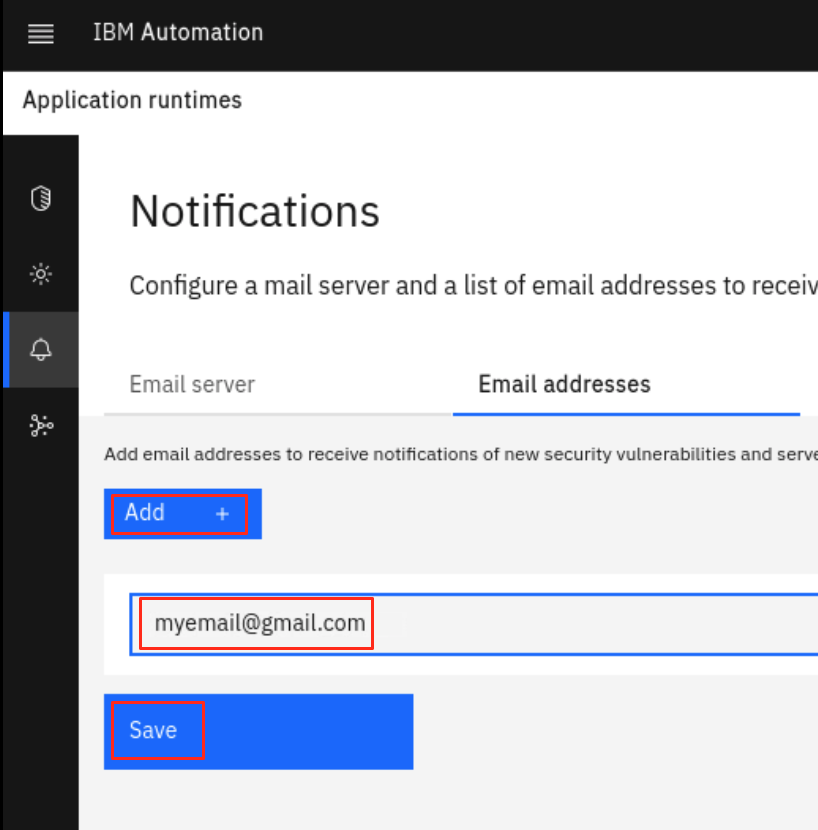 IBM Automation
Application runtimes
Notifications
Configure a mail server and a list of email addresses to receiv
Email server
Email addresses
Add email addresses to receive notifications of new security vulnerabilities and serve
Add +
myemail@gmail.com
Save